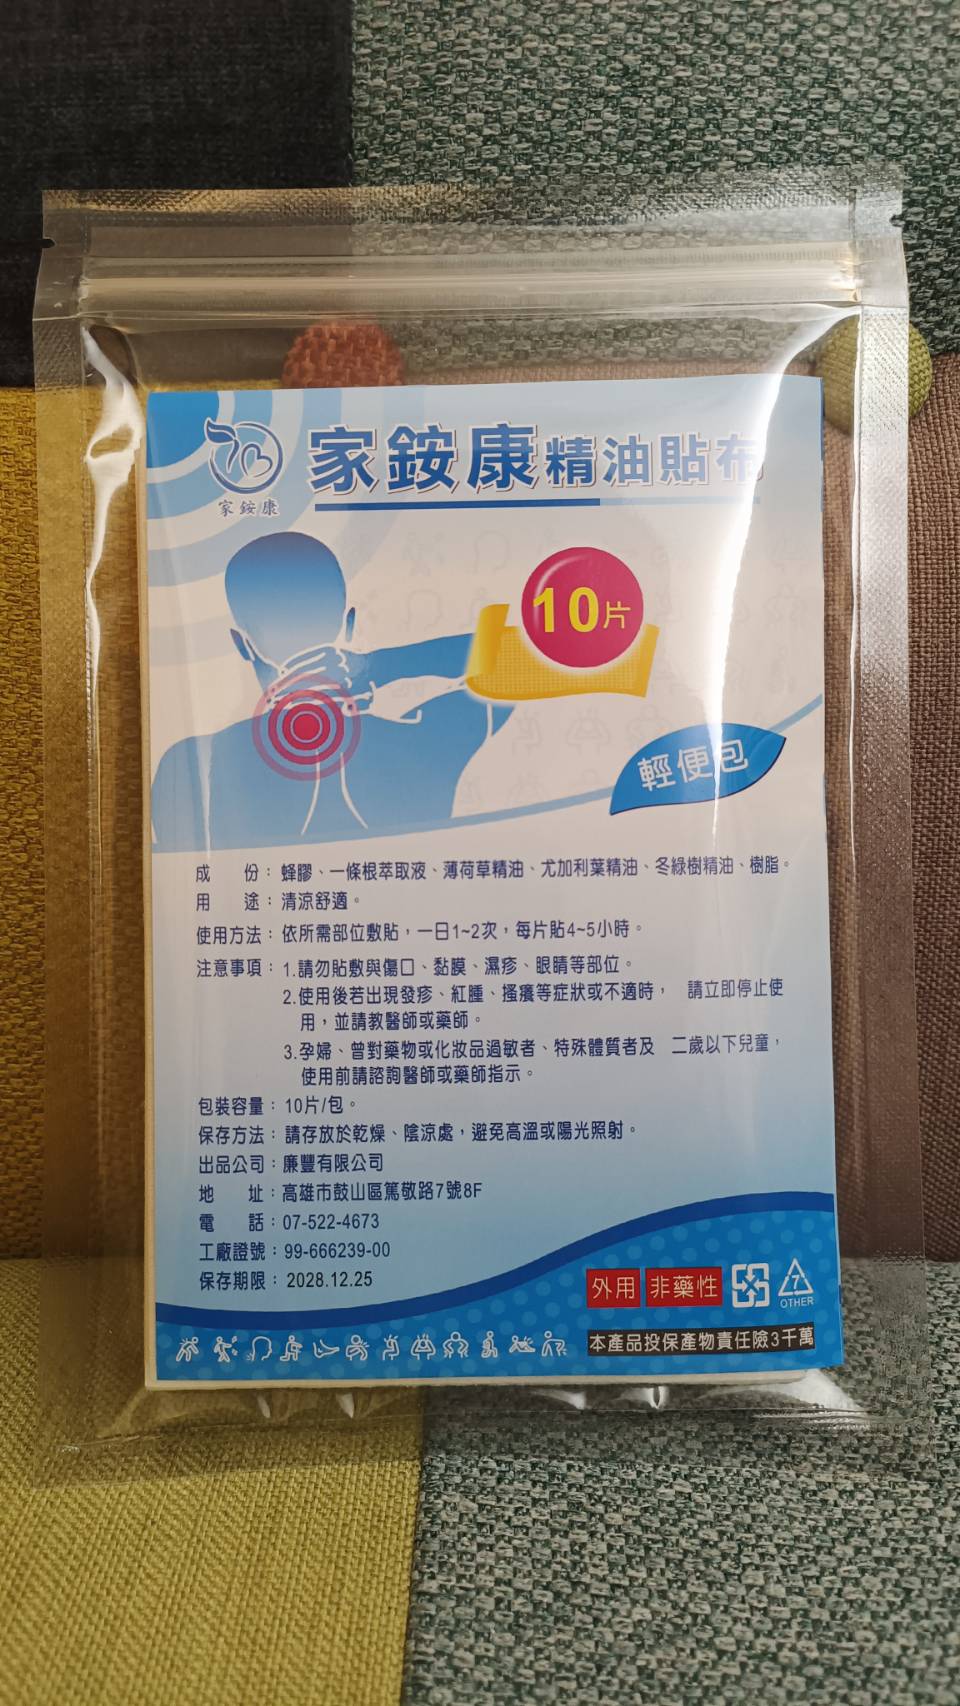 家銨康精油貼布
家銨康
10片
輕便包
成　　份：蜂膠、一條根萃取液、薄荷草精油、尤加利葉精油、冬綠樹精油、樹脂。
用　　途：清涼舒適。
使用方法：依所需部位敷貼，一日1~2次，每片貼4~5小時。
注意事項：1.請勿貼敷與傷口、黏膜、濕疹、眼睛等部位。
2.使用後若出現發疹、紅腫、搔癢等症狀或不適時，　請立即停止使
用，並請教醫師或藥師。
3.孕婦、曾對藥物或化妝品過敏者、特殊體質者及　二歲以下兒童，
使用前請諮詢醫師或藥師指示。
包裝容量：10片/包。
保存方法：請存放於乾燥、陰涼處，避免高溫或陽光照射。
出品公司：廉豐有限公司
地　　址：高雄市鼓山區篤敬路7號8F
電　　話：07-522-4673
工廠證號：99-666239-00
保存期限：2028.12.25
外用 非藥性
7
OTHER
本產品投保產物責任險3千萬